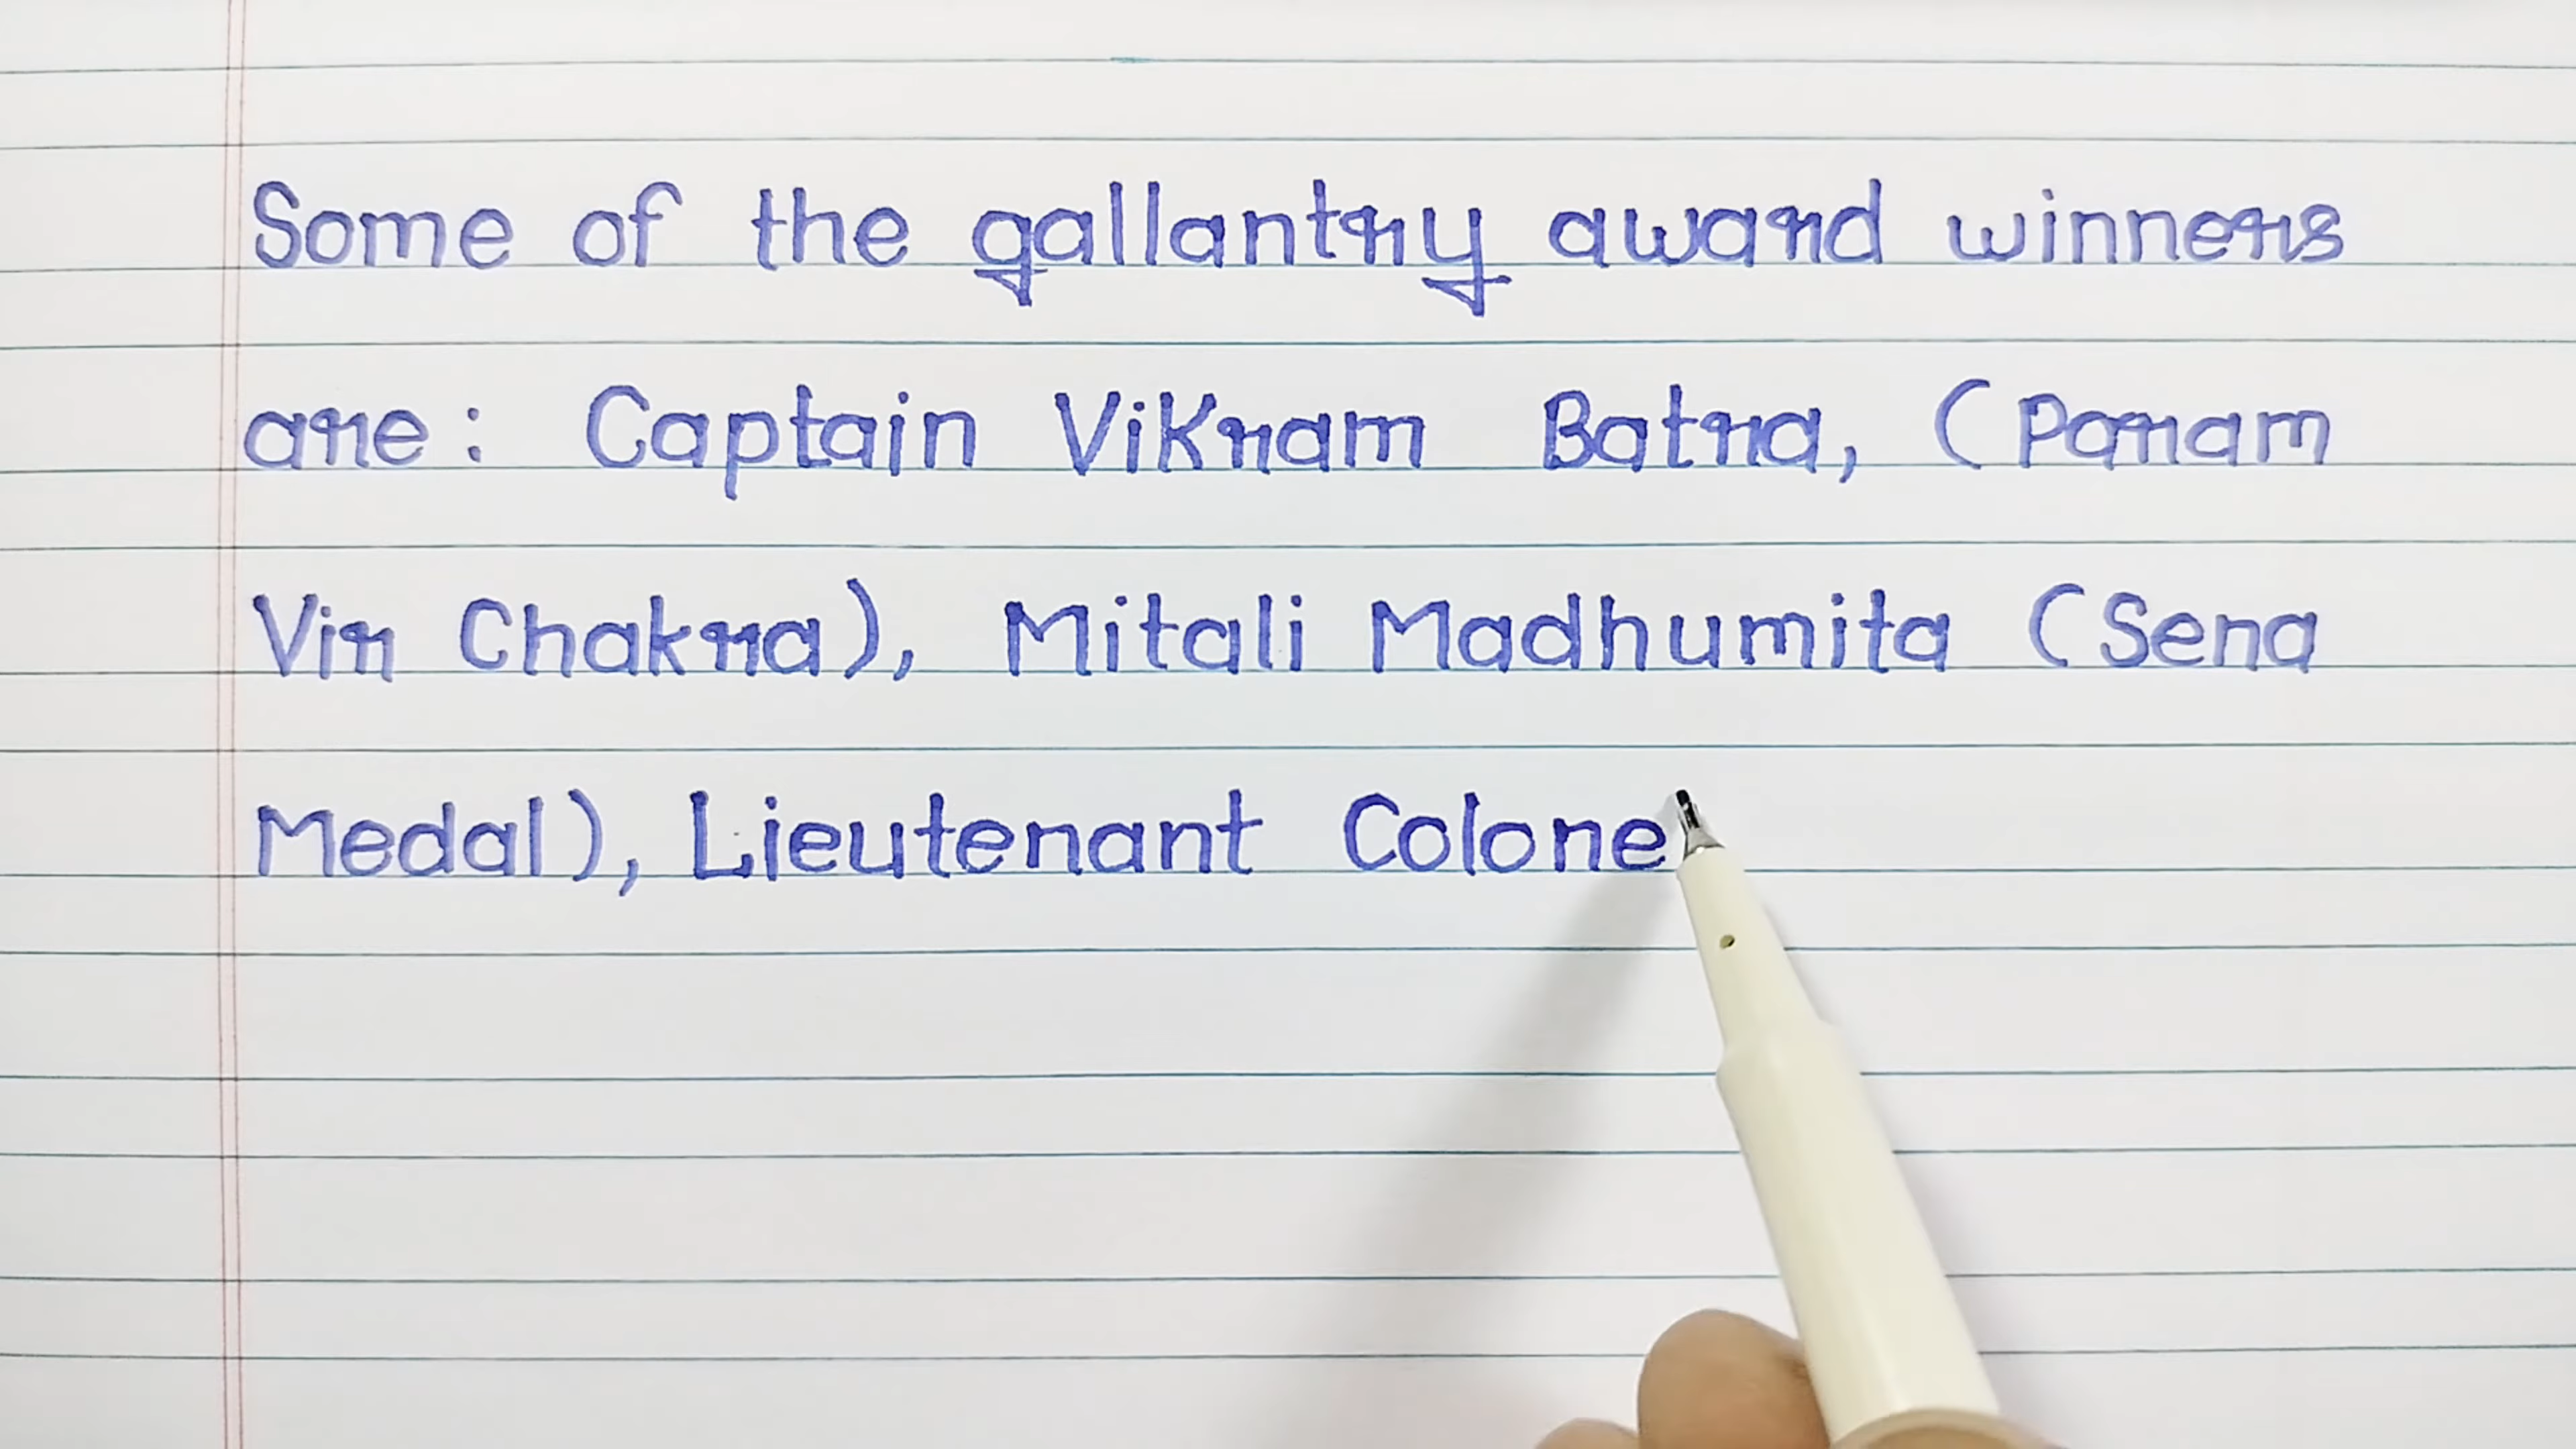 Some of the gallantry award winners
are: Captain Vikram Batra, (Param
Vir Chakra), Mitali Madhumita (Sena
Medal), Lieutenant Colone